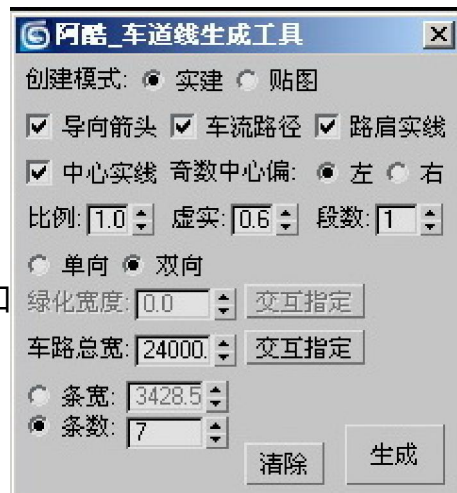 阿酷_车道线生成工具
创建模式: 实建 贴图
导向箭头 车流路径 路肩实线
中心实线 奇数中心偏: 左 右
比例: 1.0 虚实: 0.6 段数: 1
单向 双向
绿化宽度: 0.0 交互指定
车路总宽: 24000. 交互指定
条宽: 3428.5
条数: 7
清除 生成